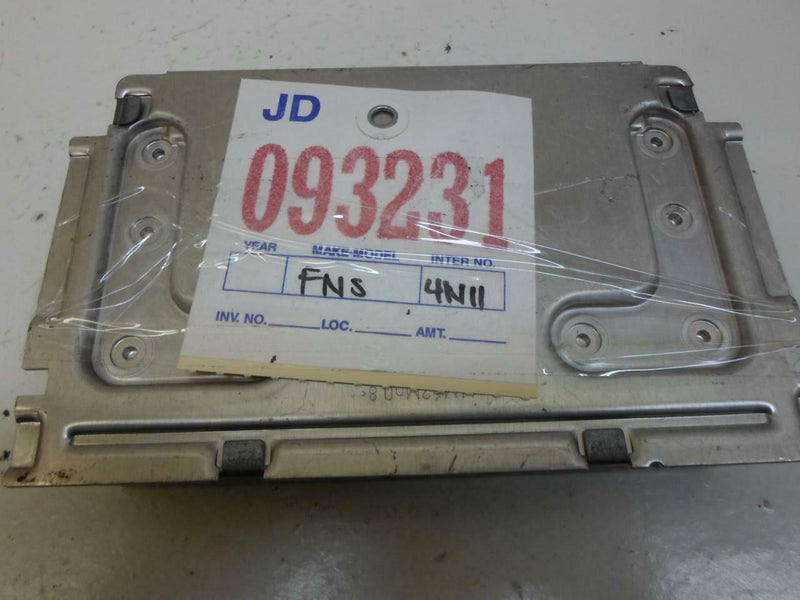 JD
093231
YEAR MAKE-MODEL INTER NO.
FNS 4N11
INV. NO. LOC. AMT.